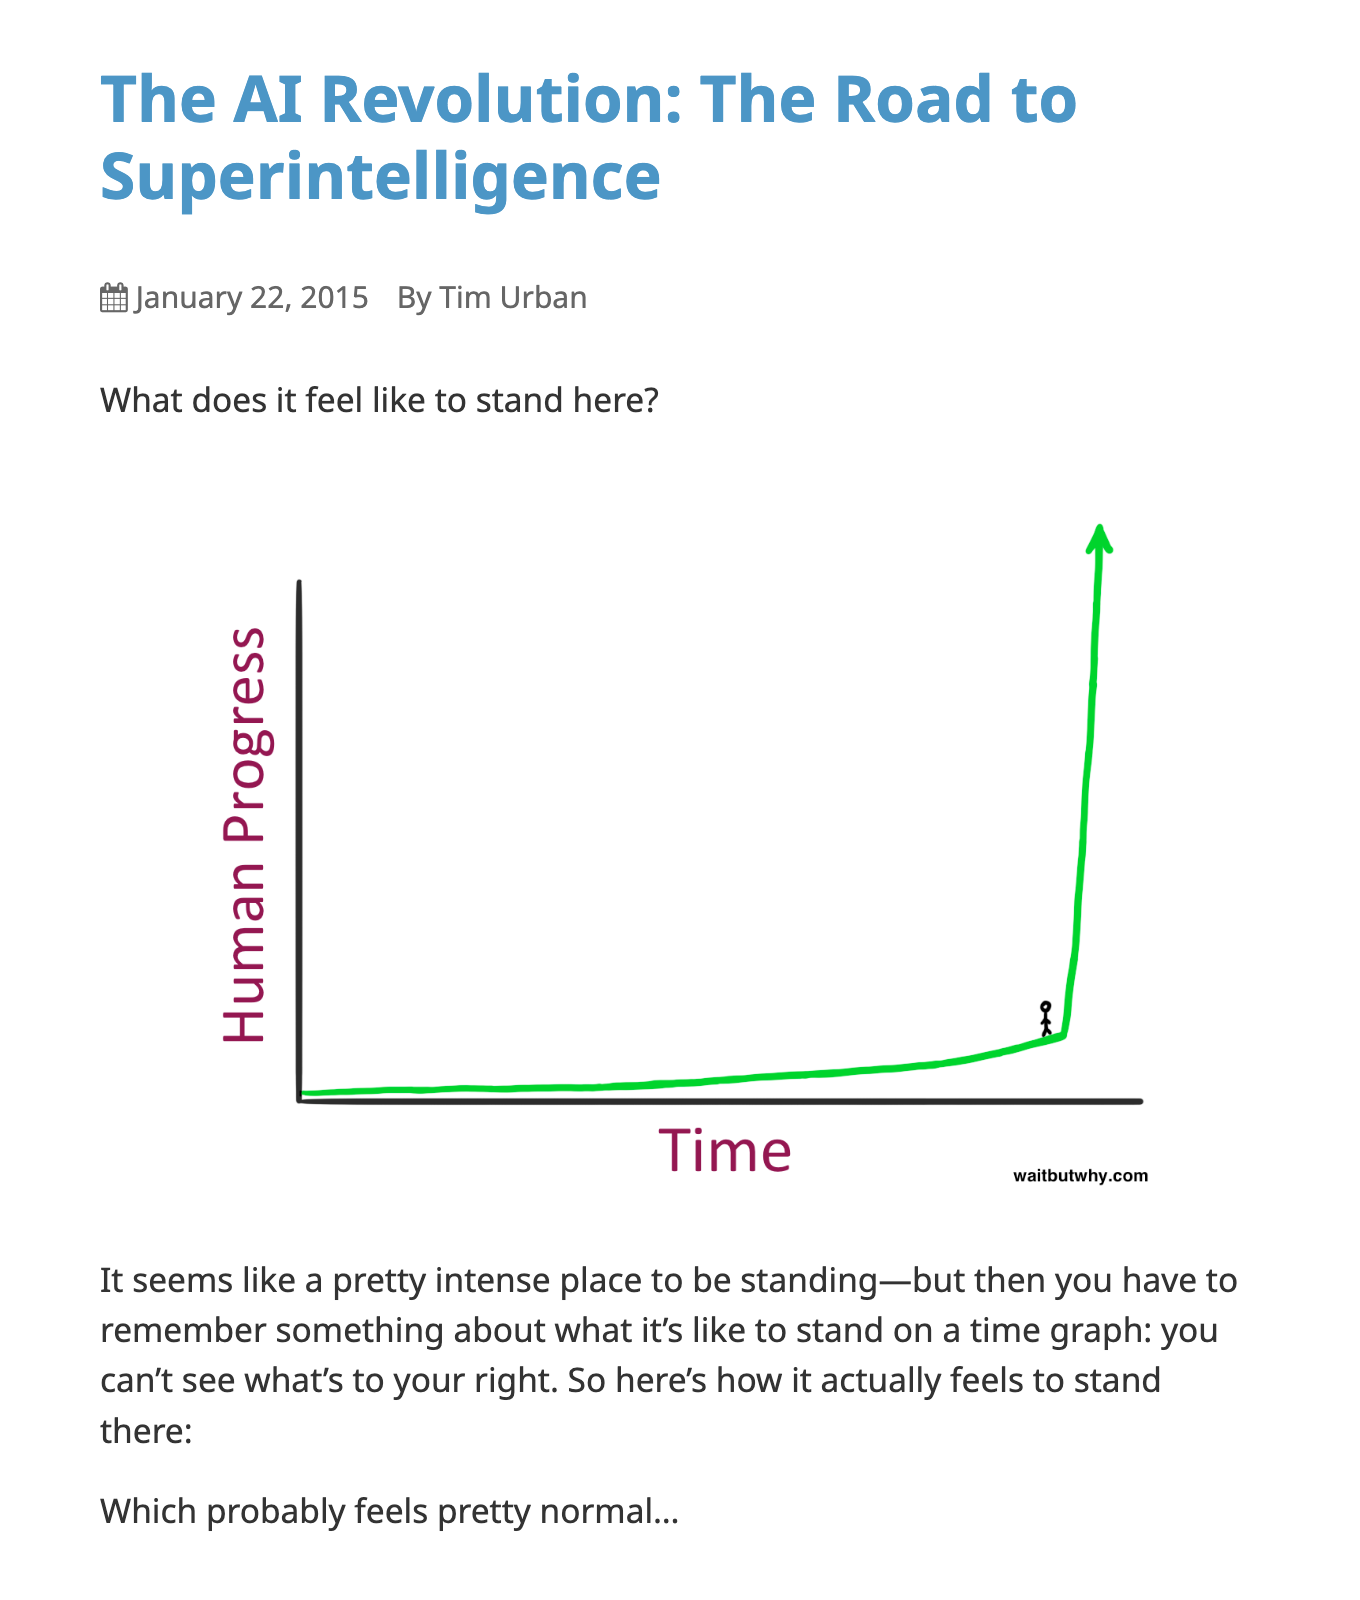 The AI Revolution: The Road to
Superintelligence
January 22, 2015 By Tim Urban
What does it feel like to stand here?
Human Progress
Time
waitbutwhy.com
It seems like a pretty intense place to be standing—but then you have to
remember something about what it’s like to stand on a time graph: you
can’t see what’s to your right. So here’s how it actually feels to stand
there:
Which probably feels pretty normal…